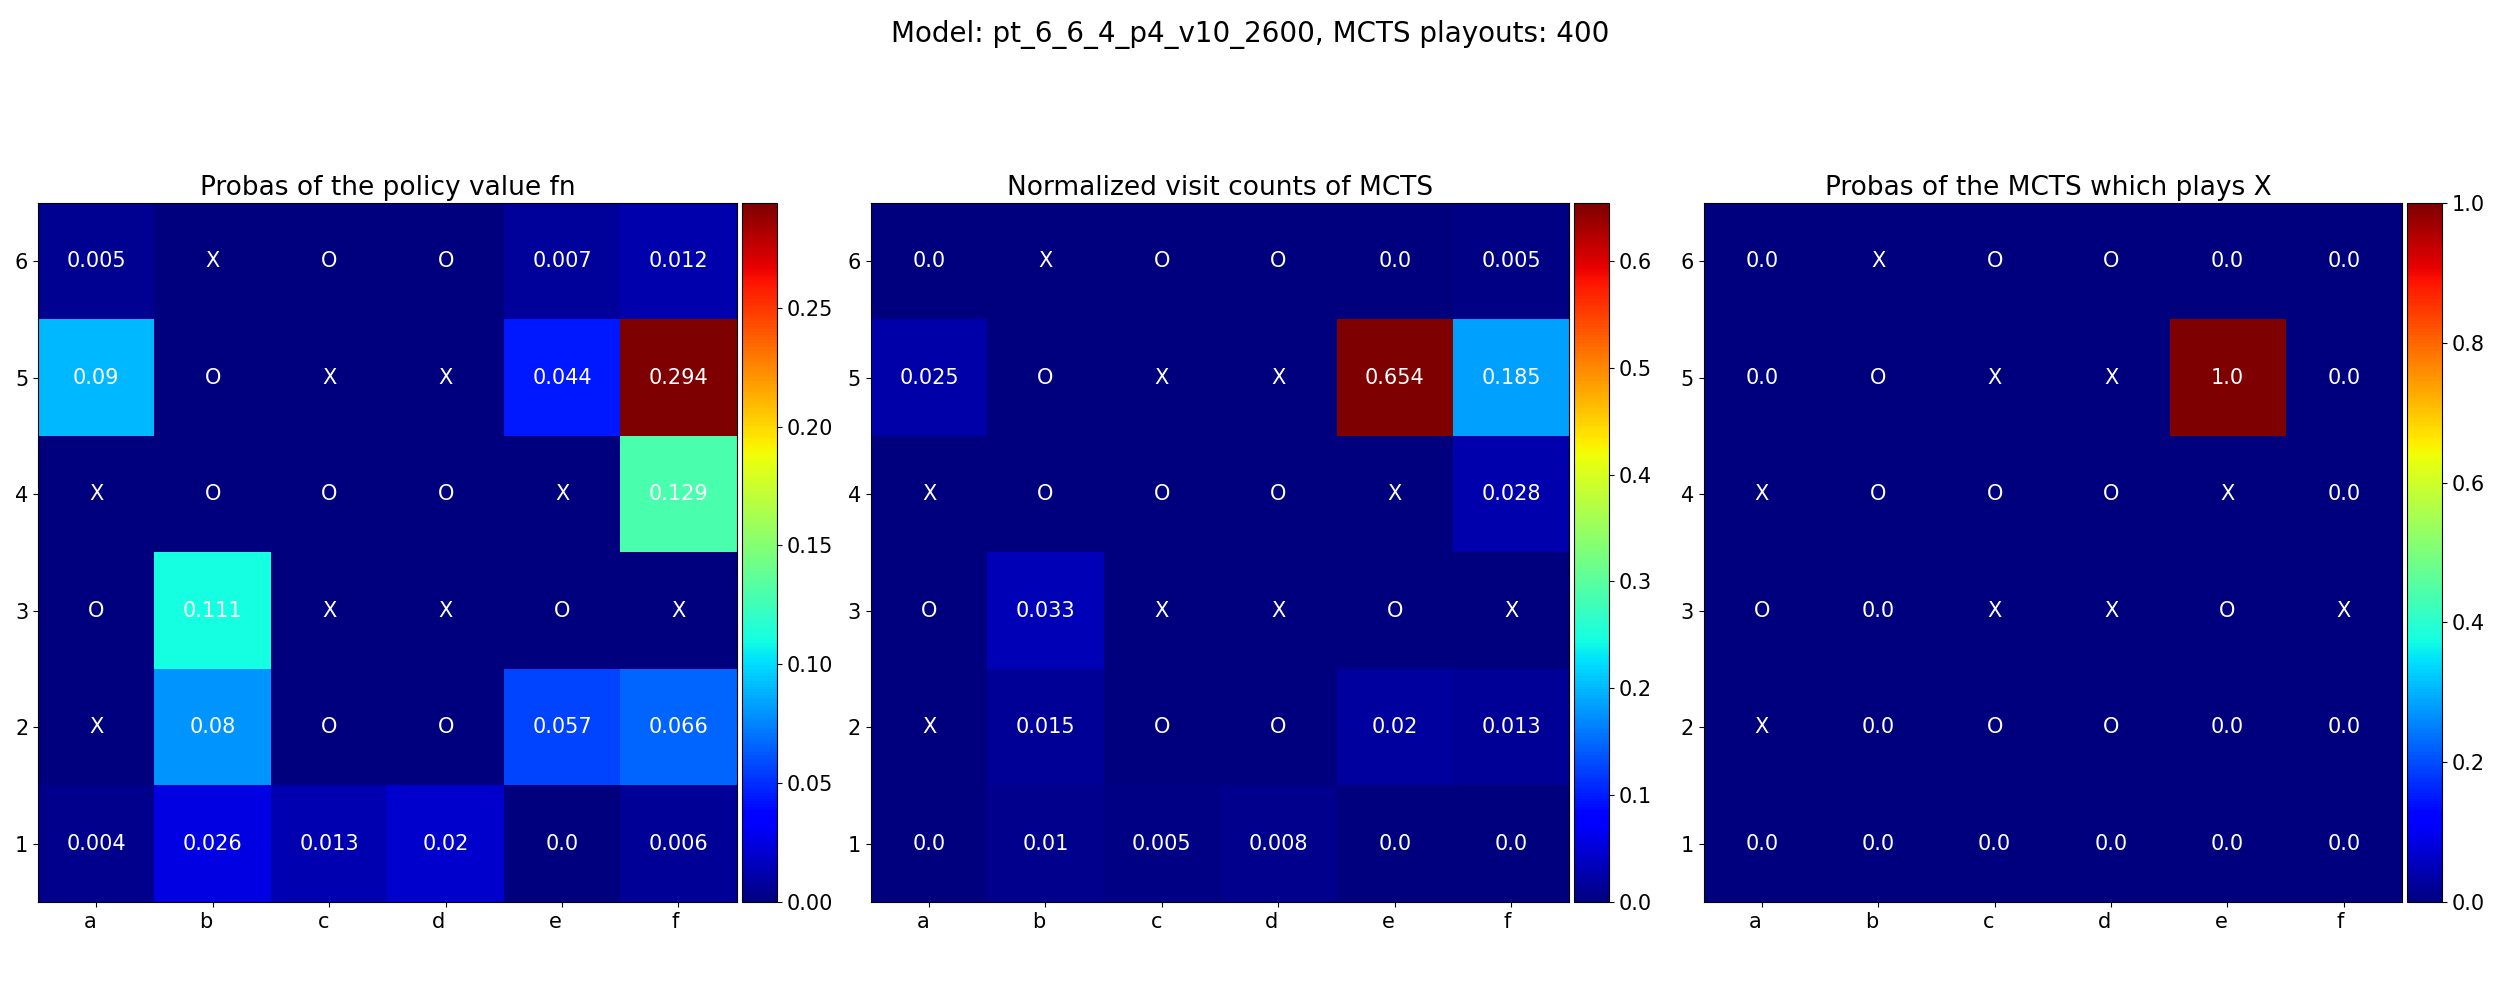 Model: pt_6_6_4_p4_v10_2600, MCTS playouts: 400
Probas of the policy value fn
6 0.005 X O O 0.007 0.012
5 0.09 O X X 0.044 0.294
4 X O O O X 0.129
3 O 0.111 X X O X
2 X 0.08 O O 0.057 0.066
1 0.004 0.026 0.013 0.02 0.0 0.006
a b c d e f
0.25
0.20
0.15
0.10
0.05
0.00
Normalized visit counts of MCTS
6 0.0 X O O 0.0 0.005
5 0.025 O X X 0.654 0.185
4 X O O O X 0.028
3 O 0.033 X X O X
2 X 0.015 O O 0.02 0.013
1 0.0 0.01 0.005 0.008 0.0 0.0
a b c d e f
0.6
0.5
0.4
0.3
0.2
0.1
0.0
Probas of the MCTS which plays X
6 0.0 X O O 0.0 0.0
5 0.0 O X X 1.0 0.0
4 X O O O X 0.0
3 O 0.0 X X O X
2 X 0.0 O O 0.0 0.0
1 0.0 0.0 0.0 0.0 0.0 0.0
a b c d e f
1.0
0.8
0.6
0.4
0.2
0.0